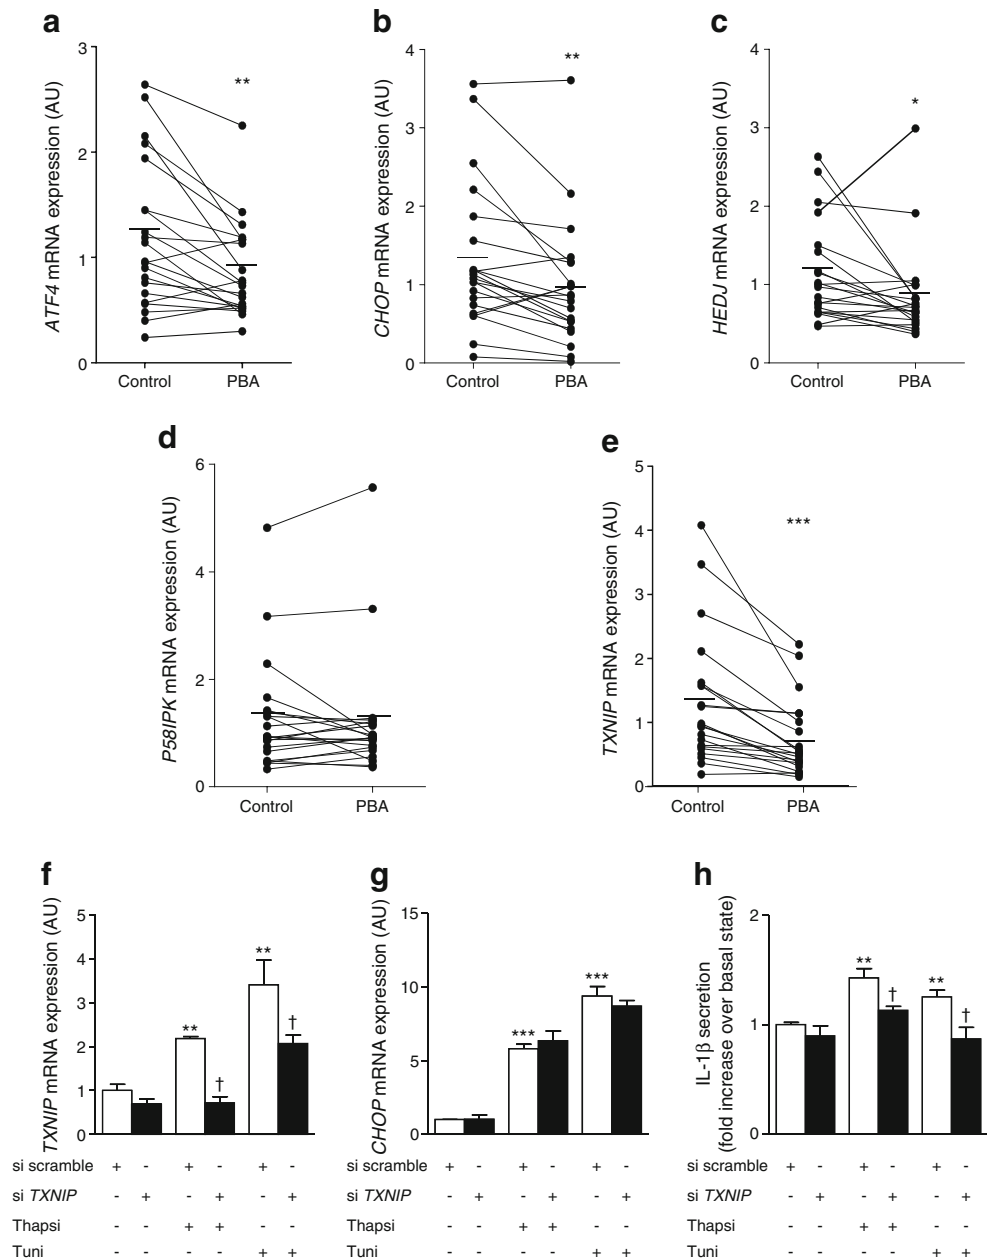 a
ATF4 mRNA expression (AU)
3
2
1
0
**
Control PBA
b
CHOP mRNA expression (AU)
4
3
2
1
0
**
Control PBA
c
HEDJ mRNA expression (AU)
4
3
2
1
0
*
Control PBA
d
P58IPK mRNA expression (AU)
6
4
2
0
Control PBA
e
TXNIP mRNA expression (AU)
5
4
3
2
1
0
***
Control PBA
f
TXNIP mRNA expression (AU)
5
4
3
2
1
0
** † ** †
si scramble + - + - + -
si TXNIP - + - + - +
Thapsi - - + + - -
Tuni - - - - + +
g
CHOP mRNA expression (AU)
15
10
5
0
*** ***
si scramble + - + - + -
si TXNIP - + - + - +
Thapsi - - + + - -
Tuni - - - - + +
h
IL-1β secretion
(fold increase over basal state)
2
1
0
** † ** †
si scramble + - + - + -
si TXNIP - + - + - +
Thapsi - - + + - -
Tuni - - - - + +